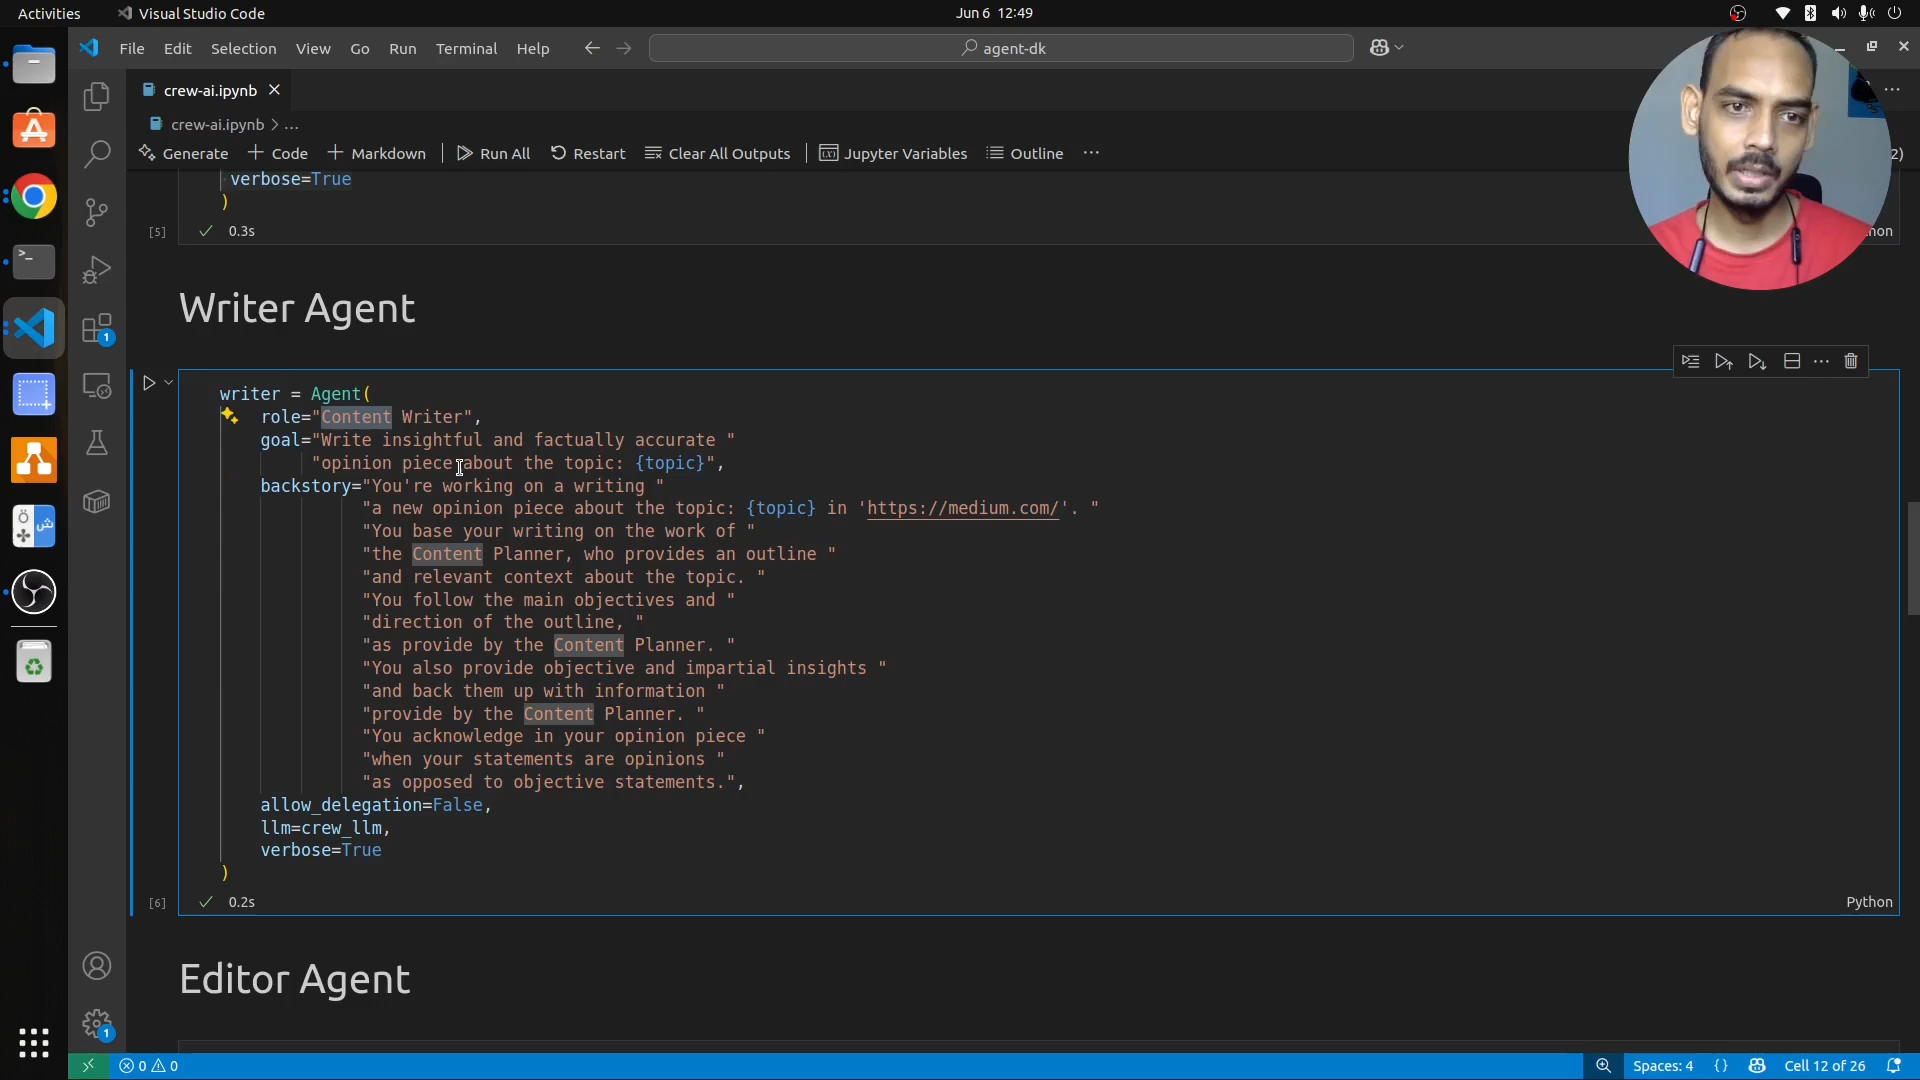 Activities
Visual Studio Code
Jun 6 12:49
File Edit Selection View Go Run Terminal Help
agent-dk
crew-ai.ipynb
crew-ai.ipynb > ...
Generate + Code + Markdown Run All Restart Clear All Outputs Jupyter Variables Outline ...
2)
verbose=True
)
[5] 0.3s
hon
Writer Agent
writer = Agent(
role="Content Writer",
goal="Write insightful and factually accurate "
"opinion piece about the topic: {topic}",
backstory="You're working on a writing "
"a new opinion piece about the topic: {topic} in 'https://medium.com/'. "
"You base your writing on the work of "
"the Content Planner, who provides an outline "
"and relevant context about the topic. "
"You follow the main objectives and "
"direction of the outline, "
"as provide by the Content Planner. "
"You also provide objective and impartial insights "
"and back them up with information "
"provide by the Content Planner. "
"You acknowledge in your opinion piece "
"when your statements are opinions "
"as opposed to objective statements.",
allow_delegation=False,
llm=crew_llm,
verbose=True
)
[6] 0.2s
Python
Editor Agent
1
1
0 0
Spaces: 4 {} Cell 12 of 26